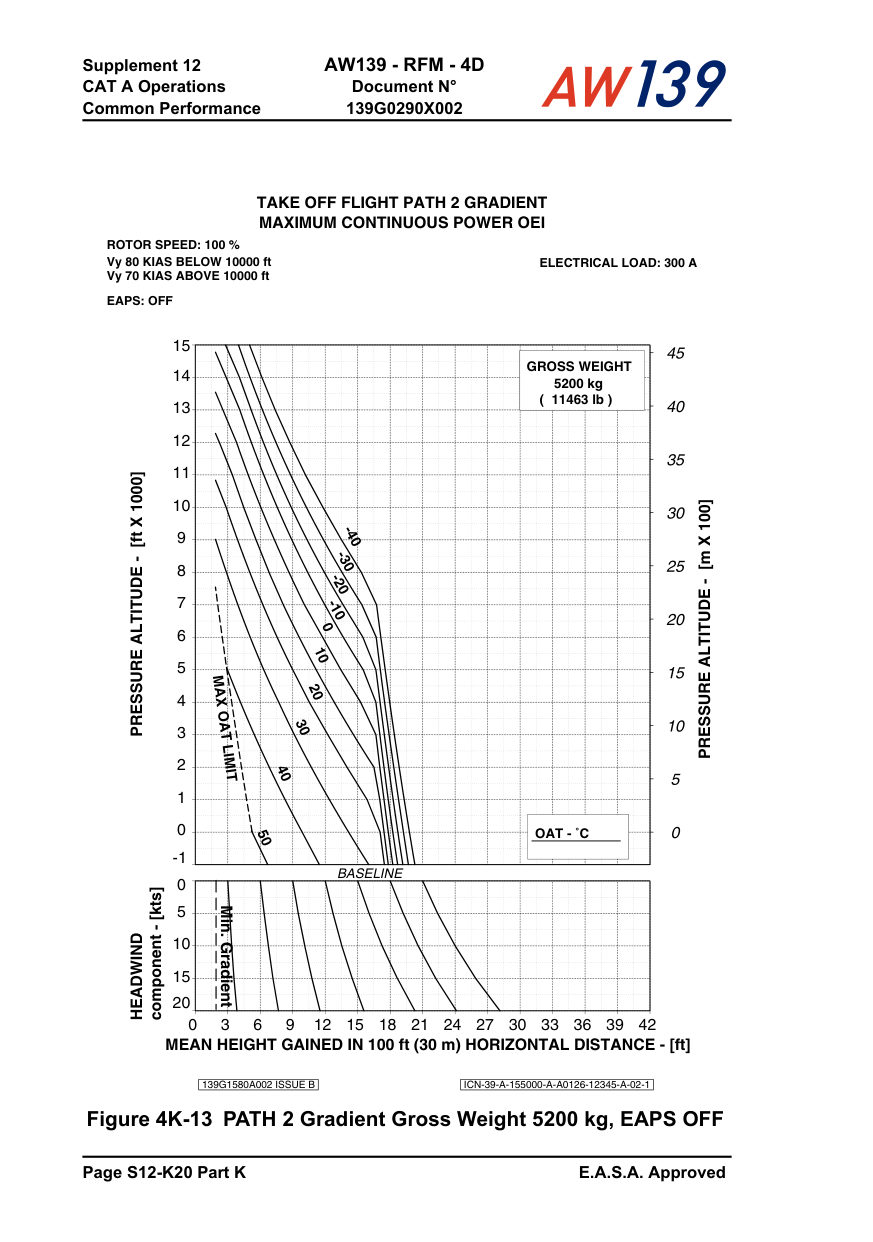 Supplement 12
CAT A Operations
Common Performance
AW139 - RFM - 4D
Document N°
139G0290X002
AW139
TAKE OFF FLIGHT PATH 2 GRADIENT
MAXIMUM CONTINUOUS POWER OEI
ROTOR SPEED: 100 %
Vy 80 KIAS BELOW 10000 ft
Vy 70 KIAS ABOVE 10000 ft
ELECTRICAL LOAD: 300 A
EAPS: OFF
GROSS WEIGHT
5200 kg
( 11463 lb )
PRESSURE ALTITUDE - [ft X 1000]
15
14
13
12
11
10
9
8
7
6
5
4
3
2
1
0
-1
-40
-30
-20
-10
0
10
20
30
40
50
MAX OAT LIMIT
OAT - °C
45
40
35
30
25
20
15
10
5
0
PRESSURE ALTITUDE - [m X 100]
BASELINE
HEADWIND
component - [kts]
0
5
10
15
20
Min. Gradient
0 3 6 9 12 15 18 21 24 27 30 33 36 39 42
MEAN HEIGHT GAINED IN 100 ft (30 m) HORIZONTAL DISTANCE - [ft]
139G1580A002 ISSUE B
ICN-39-A-155000-A-A0126-12345-A-02-1
Figure 4K-13 PATH 2 Gradient Gross Weight 5200 kg, EAPS OFF
Page S12-K20 Part K
E.A.S.A. Approved